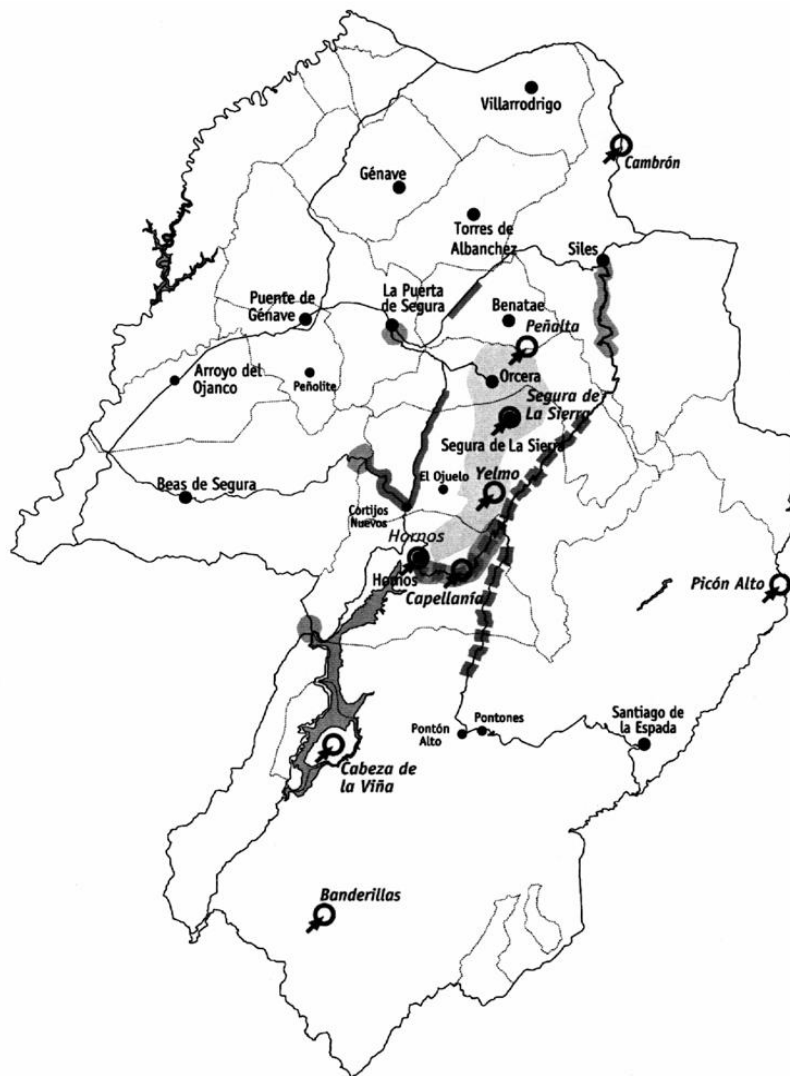 Villarrodrigo
Cambrón
Génave
Torres de
Albanchez
Siles
La Puerta
de Segura
Puente de
Génave
Benatae
Peñalta
Arroyo del
Ojanco
Peñolite
Orcera
Segura de
La Sierra
Segura de La Sierra
Beas de Segura
El Ojuelo
Yelmo
Cortijos
Nuevos
Hornos
Hornos
Capellanía
Picón Alto
Pontón
Alto
Pontones
Santiago de
la Espada
Cabeza de
la Viña
Banderillas